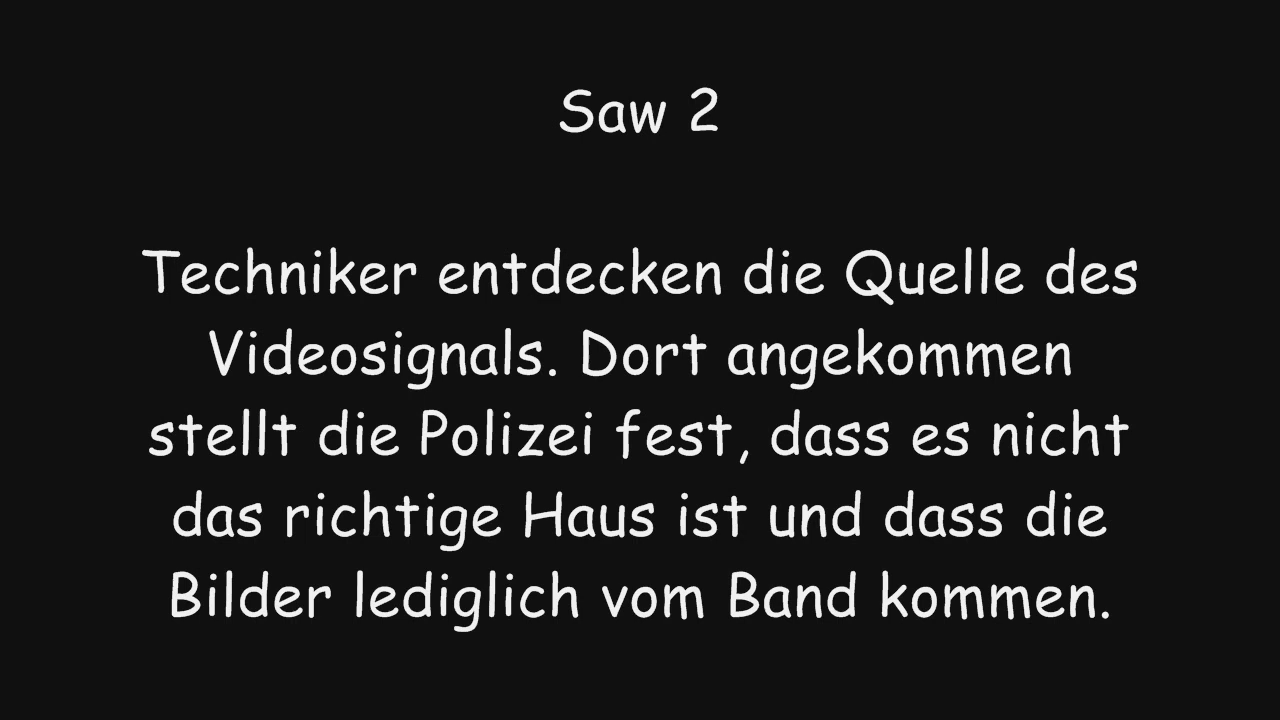 Saw 2
Techniker entdecken die Quelle des
Videosignals. Dort angekommen
stellt die Polizei fest, dass es nicht
das richtige Haus ist und dass die
Bilder lediglich vom Band kommen.